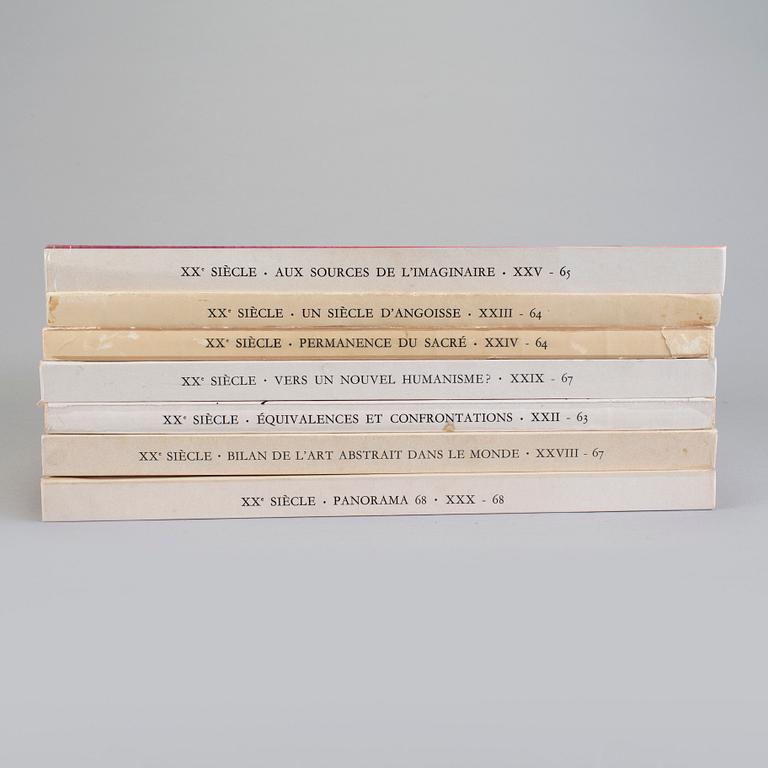 XXe SIÈCLE • AUX SOURCES DE L'IMAGINAIRE • XXV - 65
XXe SIÈCLE • UN SIÈCLE D'ANGOISSE • XXIII - 64
XXe SIÈCLE • PERMANENCE DU SACRÉ • XXIV - 64
XXe SIÈCLE • VERS UN NOUVEL HUMANISME? • XXIX - 67
XXe SIÈCLE • ÉQUIVALENCES ET CONFRONTATIONS • XXII - 63
XXe SIÈCLE • BILAN DE L'ART ABSTRAIT DANS LE MONDE • XXVIII - 67
XXe SIÈCLE • PANORAMA 68 • XXX - 68